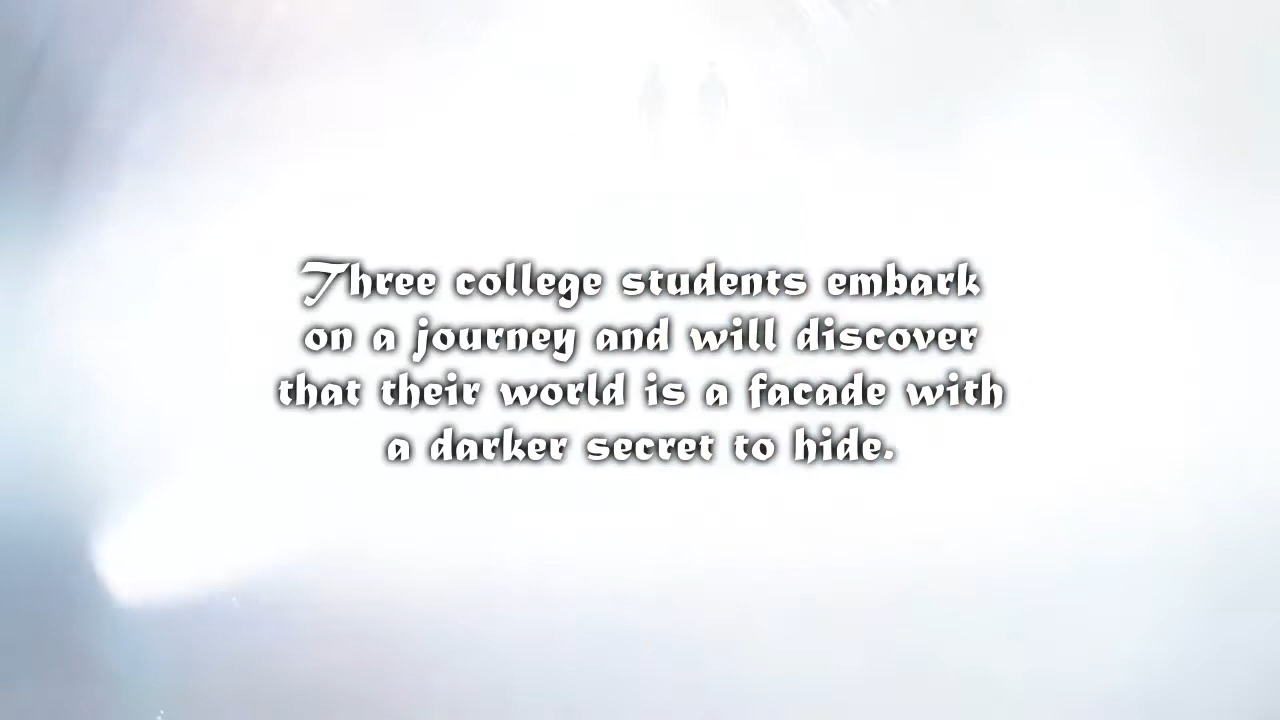 Three college students embark
on a journey and will discover
that their world is a facade with
a darker secret to hide.